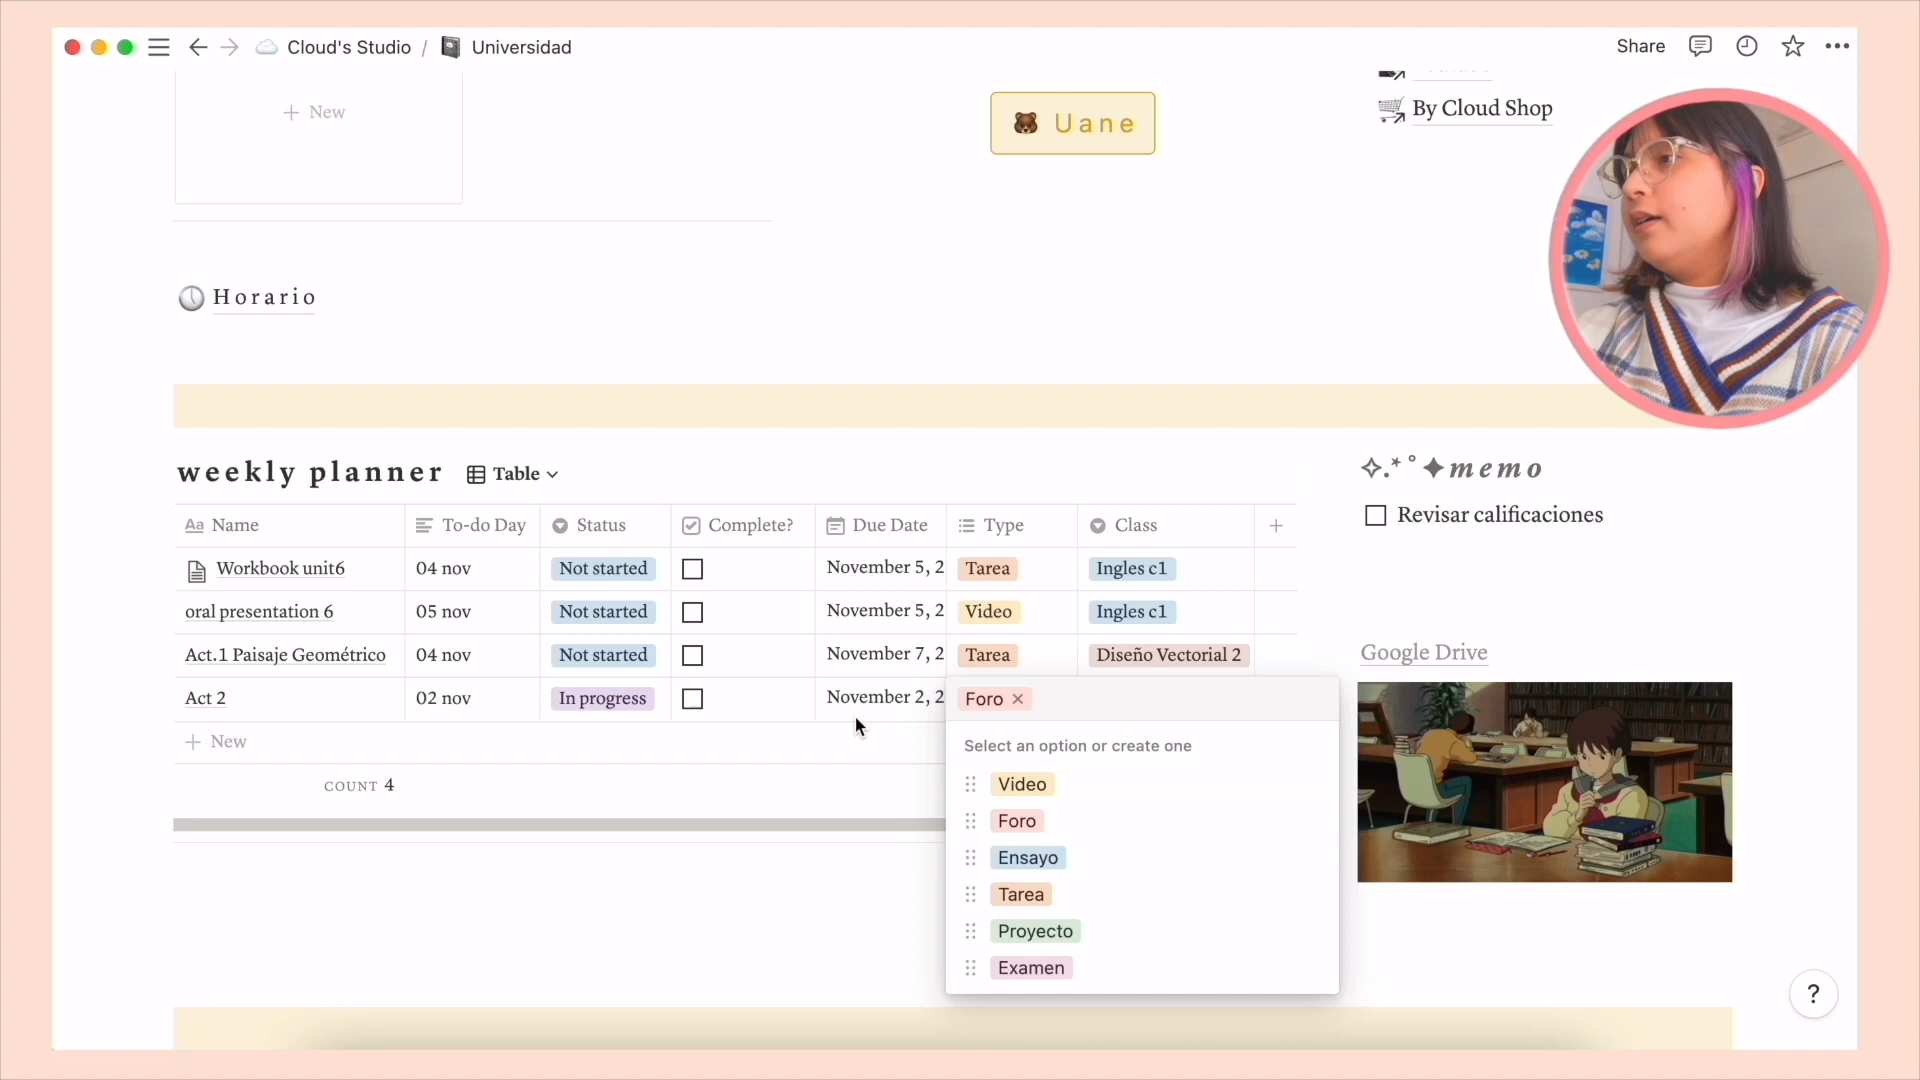 Cloud's Studio / Universidad
Share
+ New
Uane
By Cloud Shop
Horario
weekly planner Table
Aa Name To-do Day Status Complete? Due Date Type Class +
Workbook unit6 04 nov Not started November 5, 2 Tarea Ingles c1
oral presentation 6 05 nov Not started November 5, 2 Video Ingles c1
Act.1 Paisaje Geométrico 04 nov Not started November 7, 2 Tarea Diseño Vectorial 2
Act 2 02 nov In progress November 2, 2 Foro ×
+ New
COUNT 4
Select an option or create one
Video
Foro
Ensayo
Tarea
Proyecto
Examen
✧.*˚✦memo
Revisar calificaciones
Google Drive
?